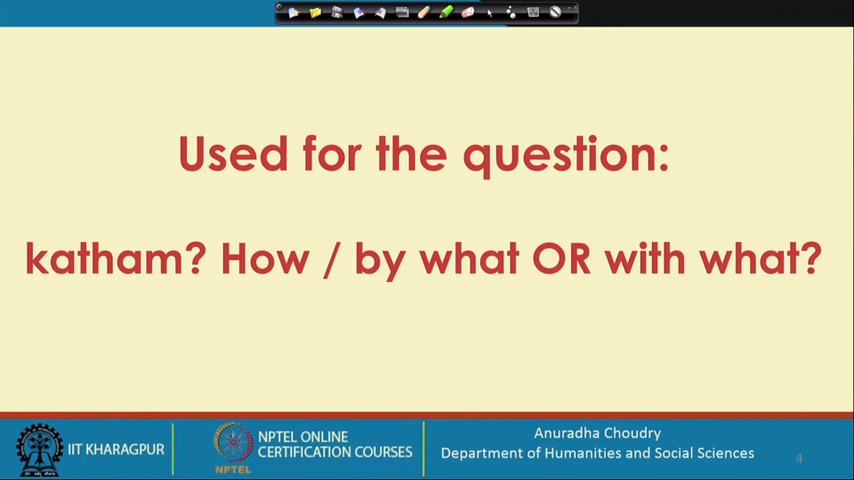 Used for the question:
katham? How / by what OR with what?
IIT KHARAGPUR
NPTEL
NPTEL ONLINE
CERTIFICATION COURSES
Anuradha Choudry
Department of Humanities and Social Sciences
4